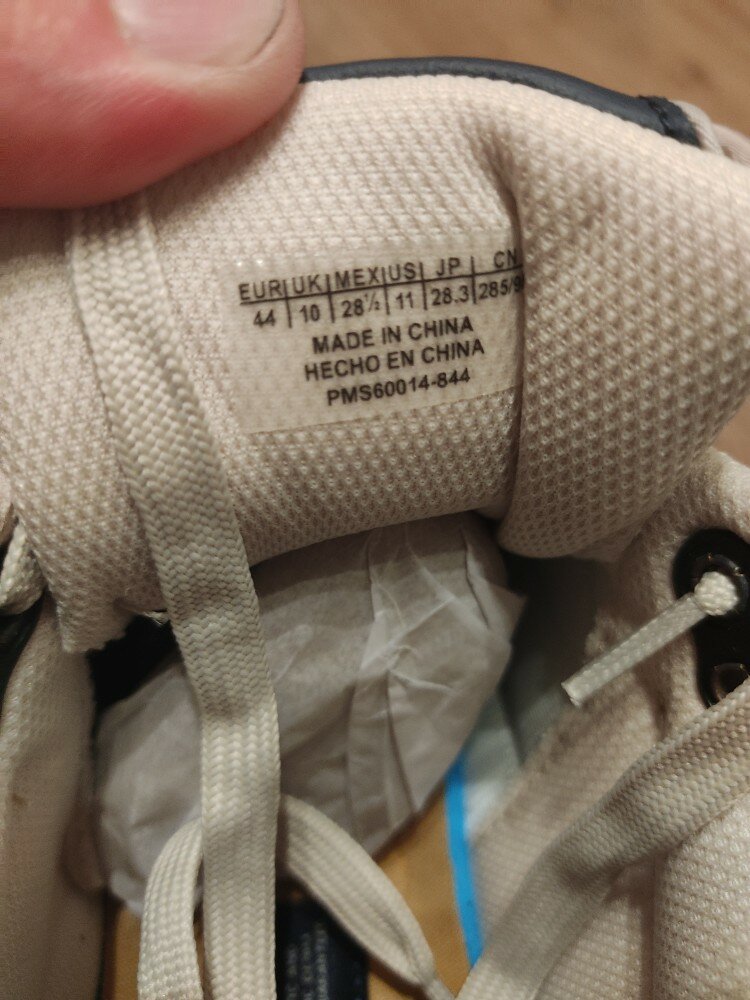 EUR UK MEX US JP CN
44 10 28½ 11 28.3
MADE IN CHINA
HECHO EN CHINA
PMS60014-844